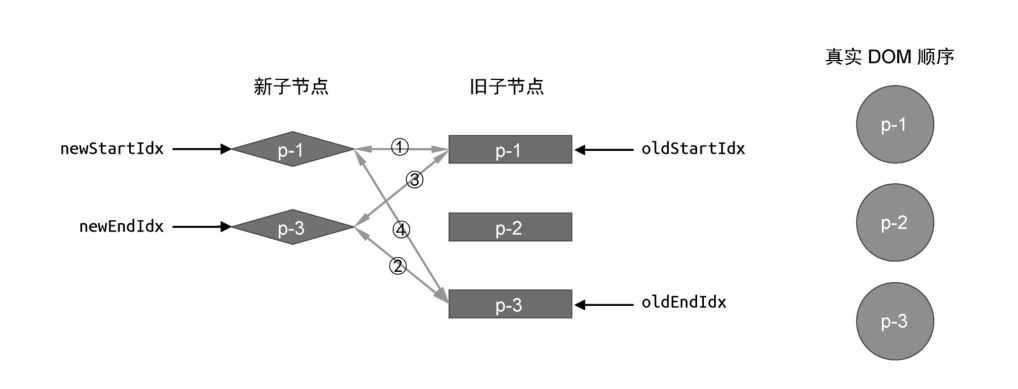 真实 DOM 顺序
新子节点
旧子节点
p-1
newStartIdx
p-1
①
p-1
oldStartIdx
③
p-2
newEndIdx
p-3
④
p-2
②
p-3
oldEndIdx
p-3